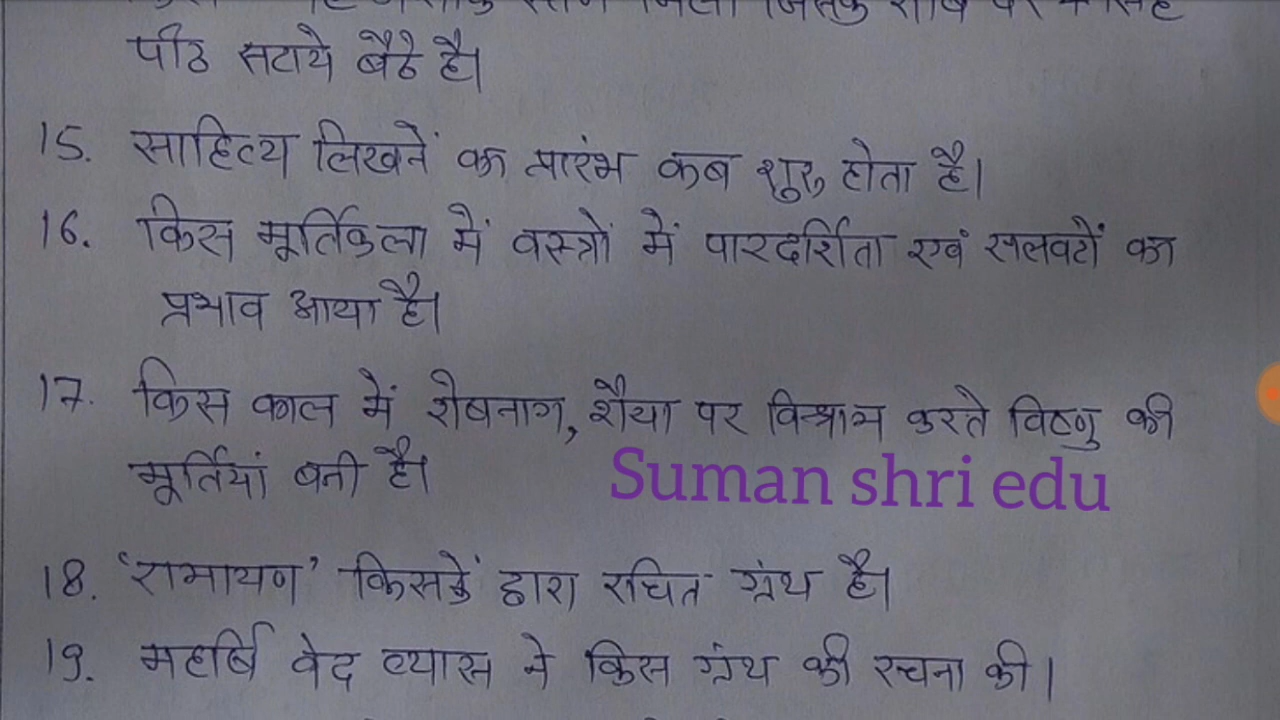 पीठ सटाये बैठे है।
15. साहित्य लिखनें का प्रारंभ कब शुरू होता है।
16. किस मूर्तिकला में वस्त्रों में पारदर्शिता एवं सलवटों का
प्रभाव आया है।
17. किस काल में शेषनाग, शैया पर विश्राम करते विष्णु की
मूर्तियां बनी है।
Suman shri edu
18. ‘रामायण’ किसकें द्वारा रचित ग्रंथ है।
19. महर्षि वेद व्यास ने किस ग्रंथ की रचना की।